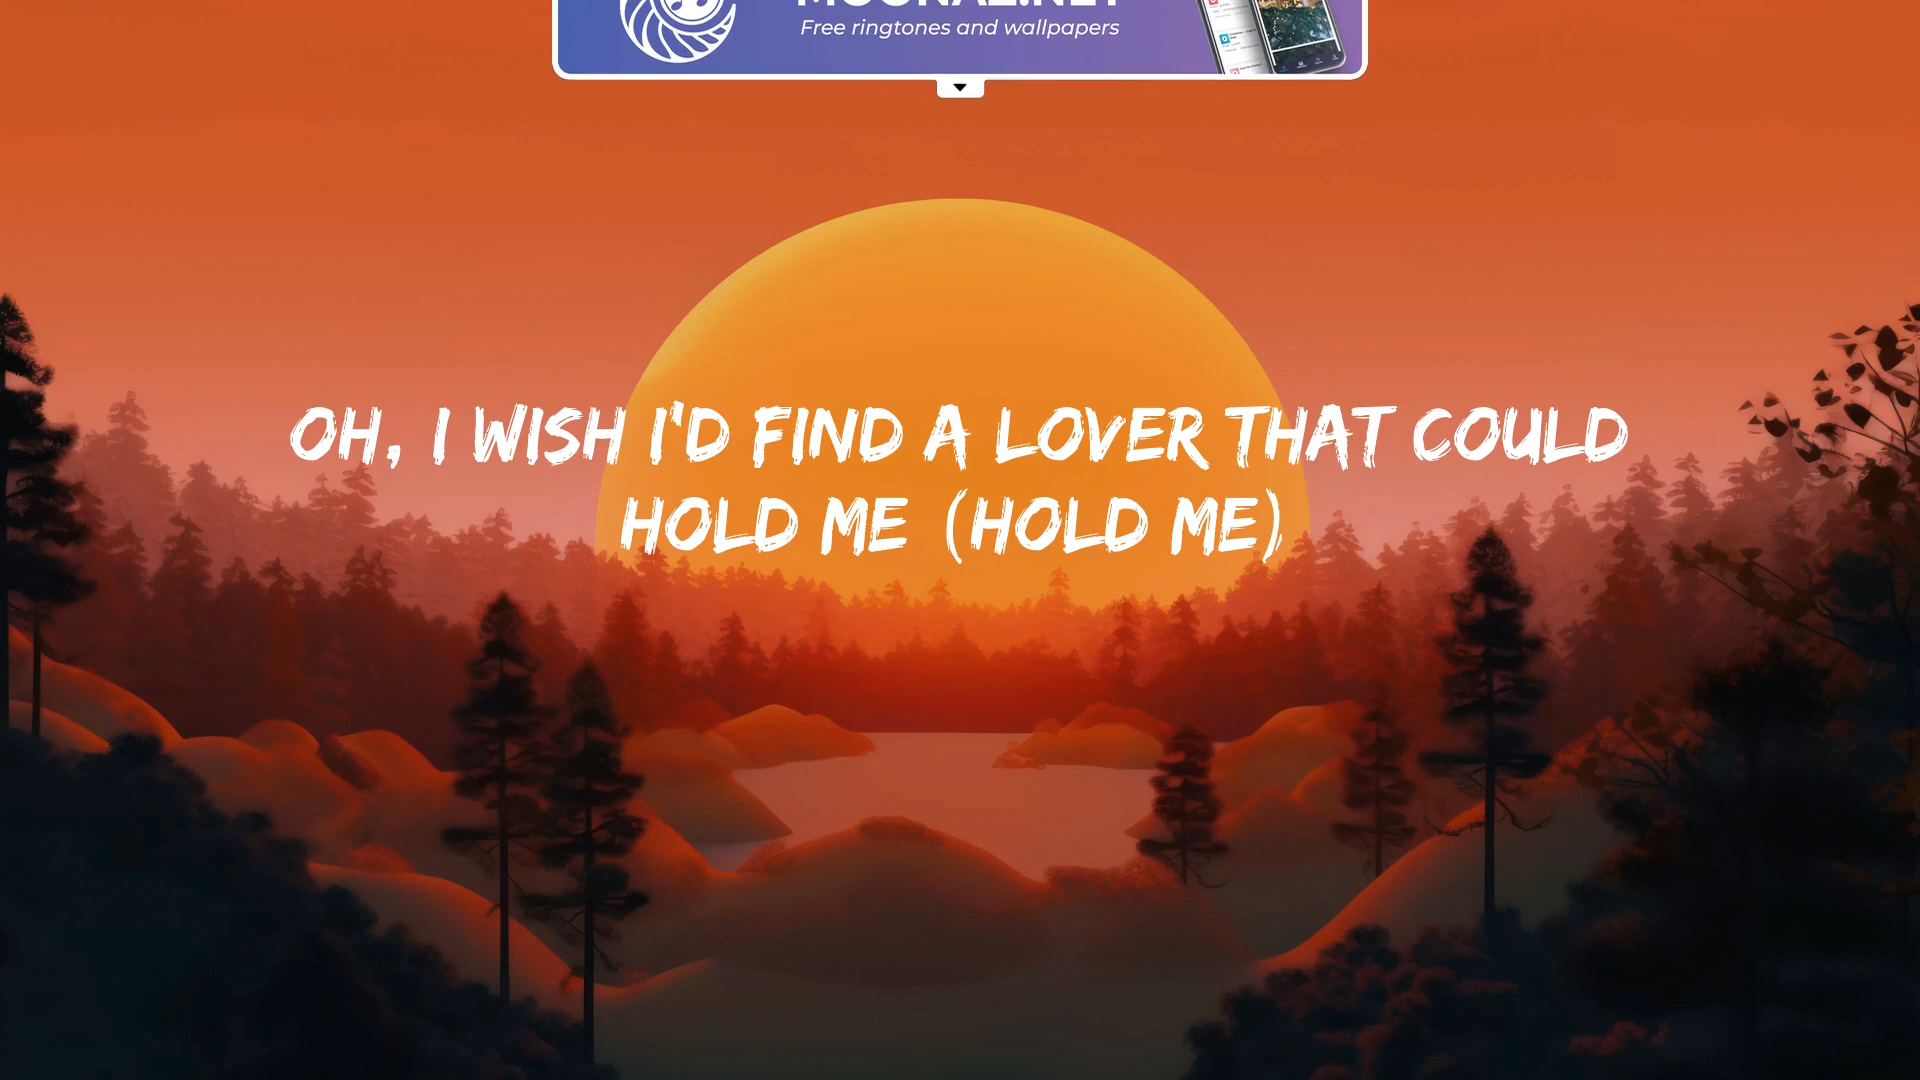 Free ringtones and wallpapers
OH, I WISH I'D FIND A LOVER THAT COULD
HOLD ME (HOLD ME)